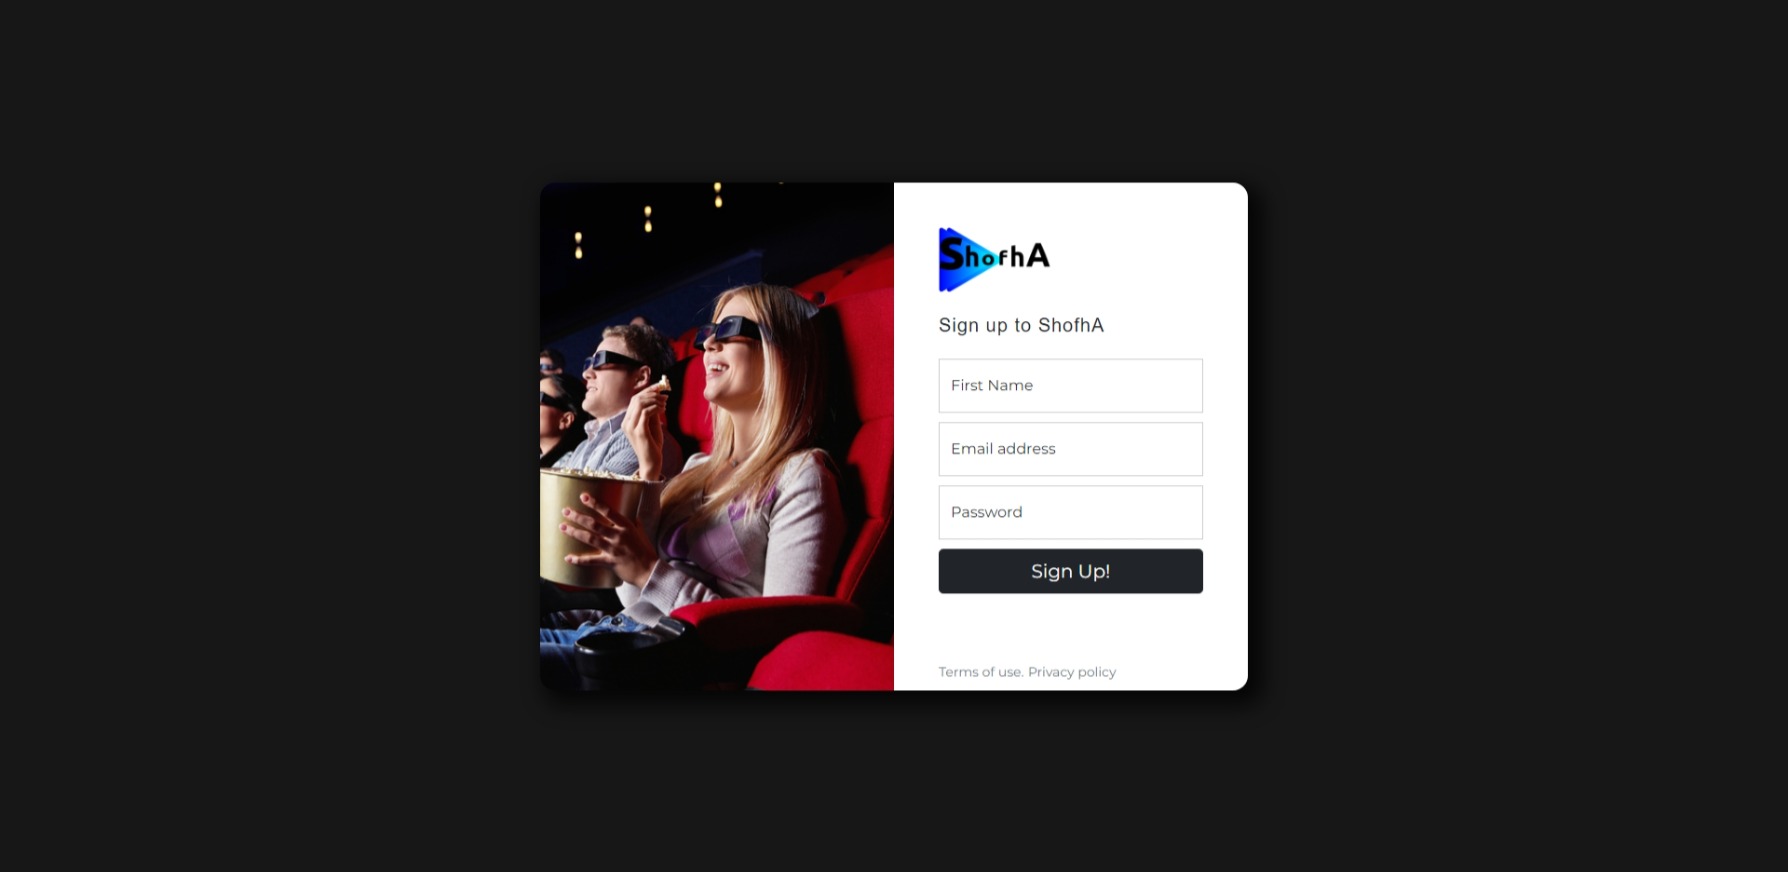 ShofhA
Sign up to ShofhA
First Name
Email address
Password
Sign Up!
Terms of use. Privacy policy